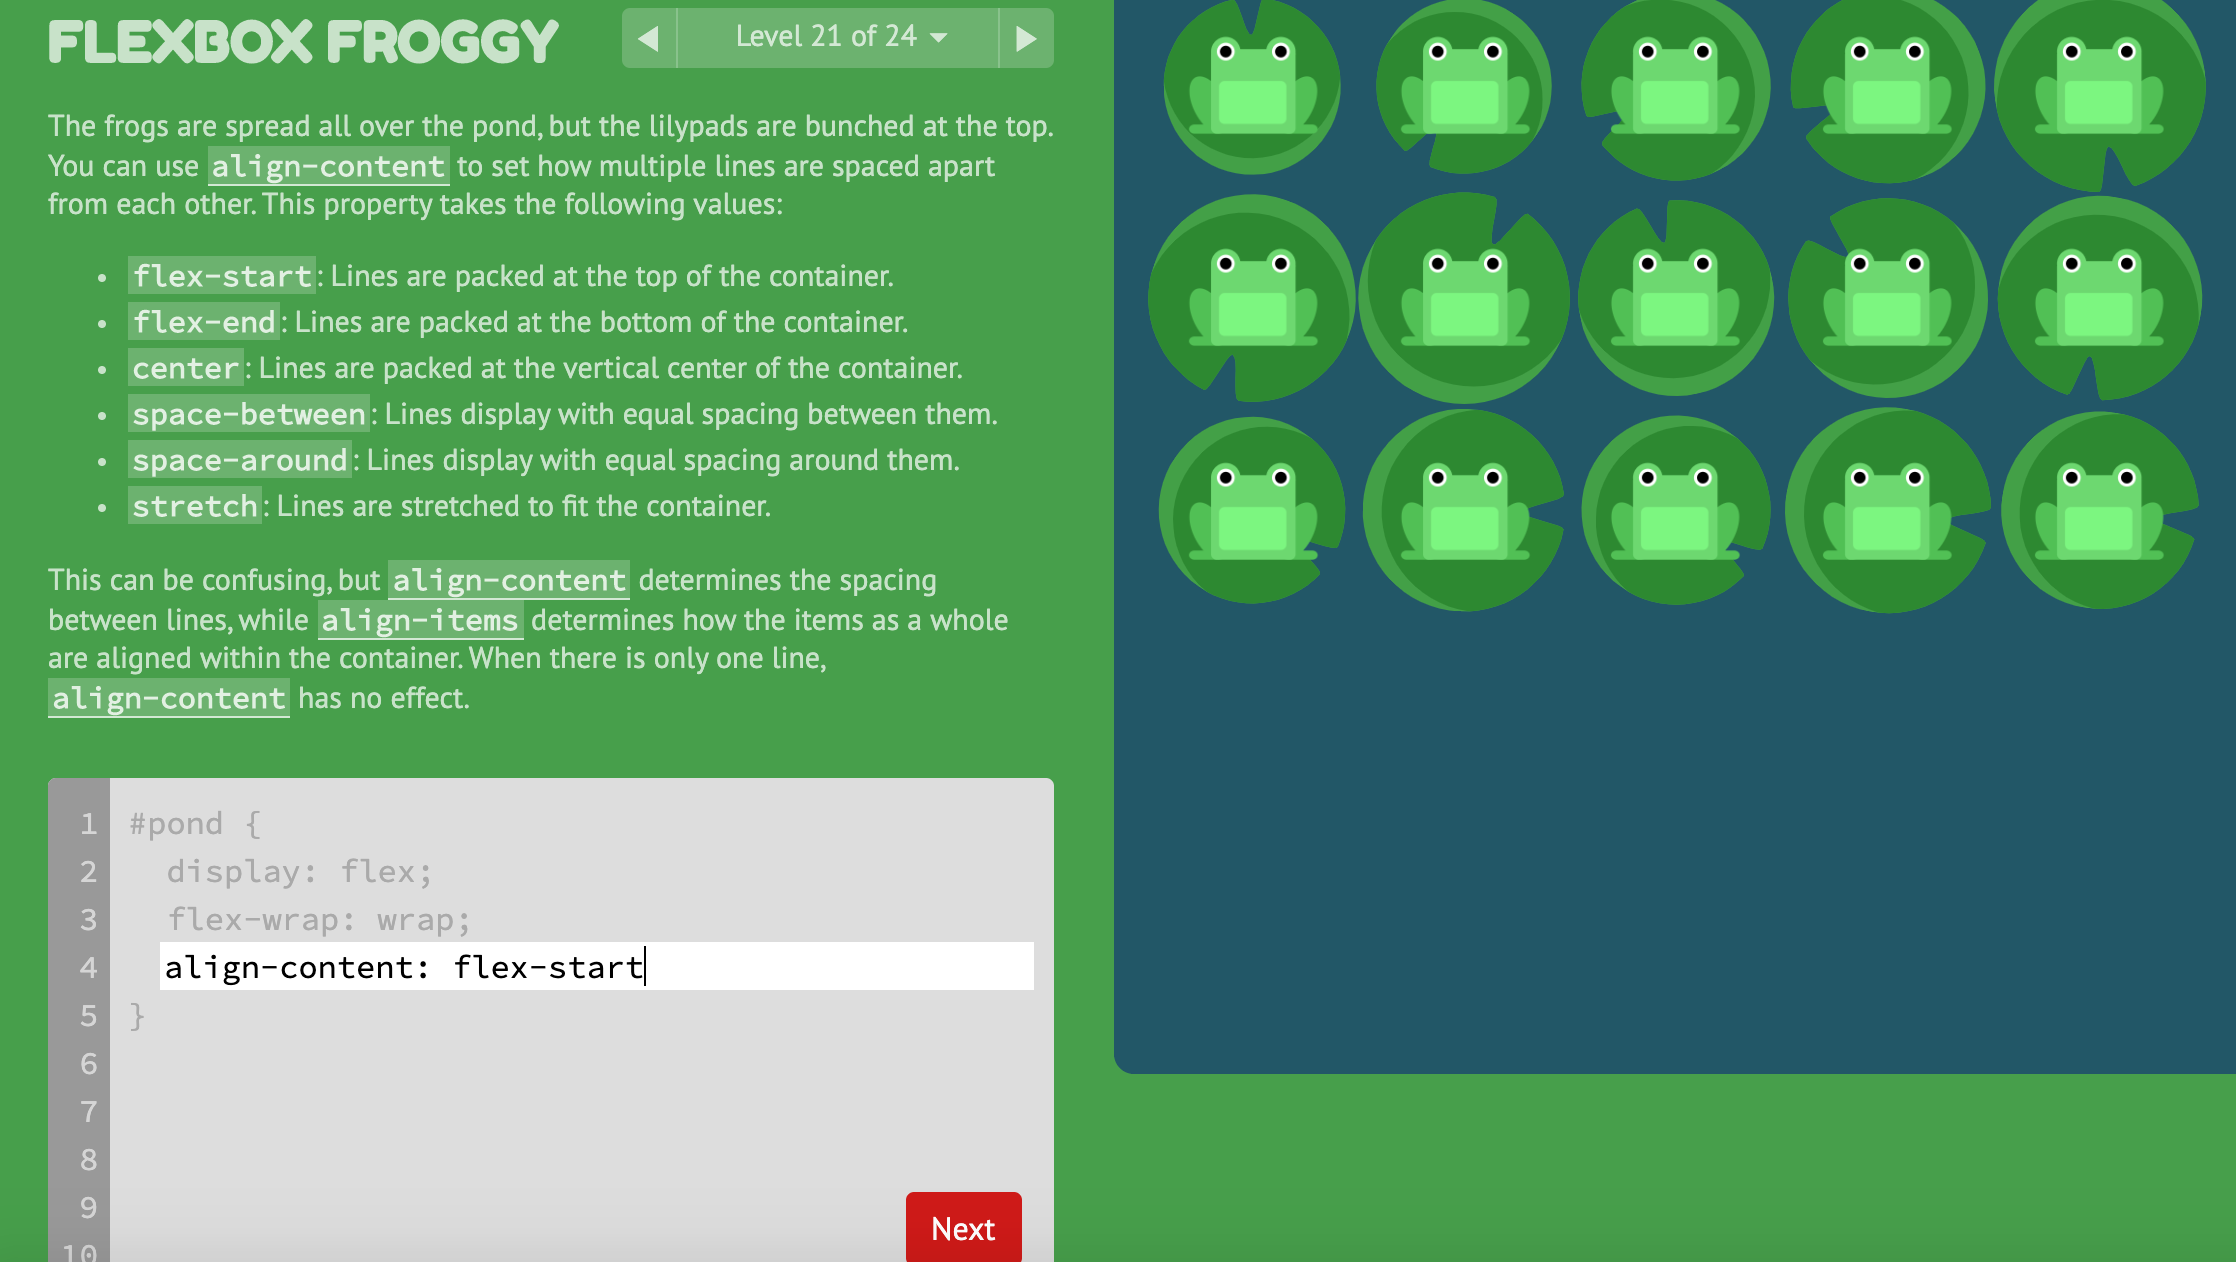 FLEXBOX FROGGY
Level 21 of 24
The frogs are spread all over the pond, but the lilypads are bunched at the top.
You can use align-content to set how multiple lines are spaced apart
from each other. This property takes the following values:
• flex-start: Lines are packed at the top of the container.
• flex-end: Lines are packed at the bottom of the container.
• center: Lines are packed at the vertical center of the container.
• space-between: Lines display with equal spacing between them.
• space-around: Lines display with equal spacing around them.
• stretch: Lines are stretched to fit the container.
This can be confusing, but align-content determines the spacing
between lines, while align-items determines how the items as a whole
are aligned within the container. When there is only one line,
align-content has no effect.
1 #pond {
2 display: flex;
3 flex-wrap: wrap;
4 align-content: flex-start
5 }
6
7
8
9
Next
10